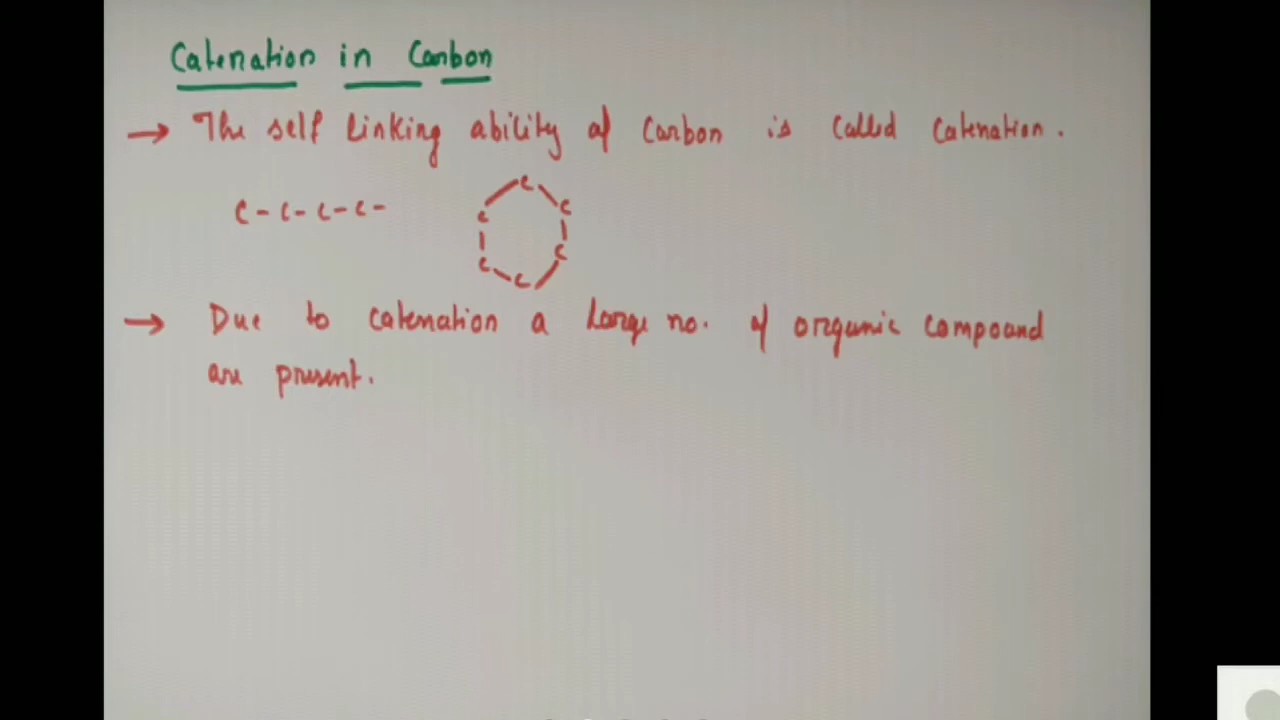 Catenation in Carbon
→ The self linking ability of Carbon is called Catenation.
C - C - C - C -
C
C
C
C
C
C
→ Due to catenation a large no. of organic compound
are present.